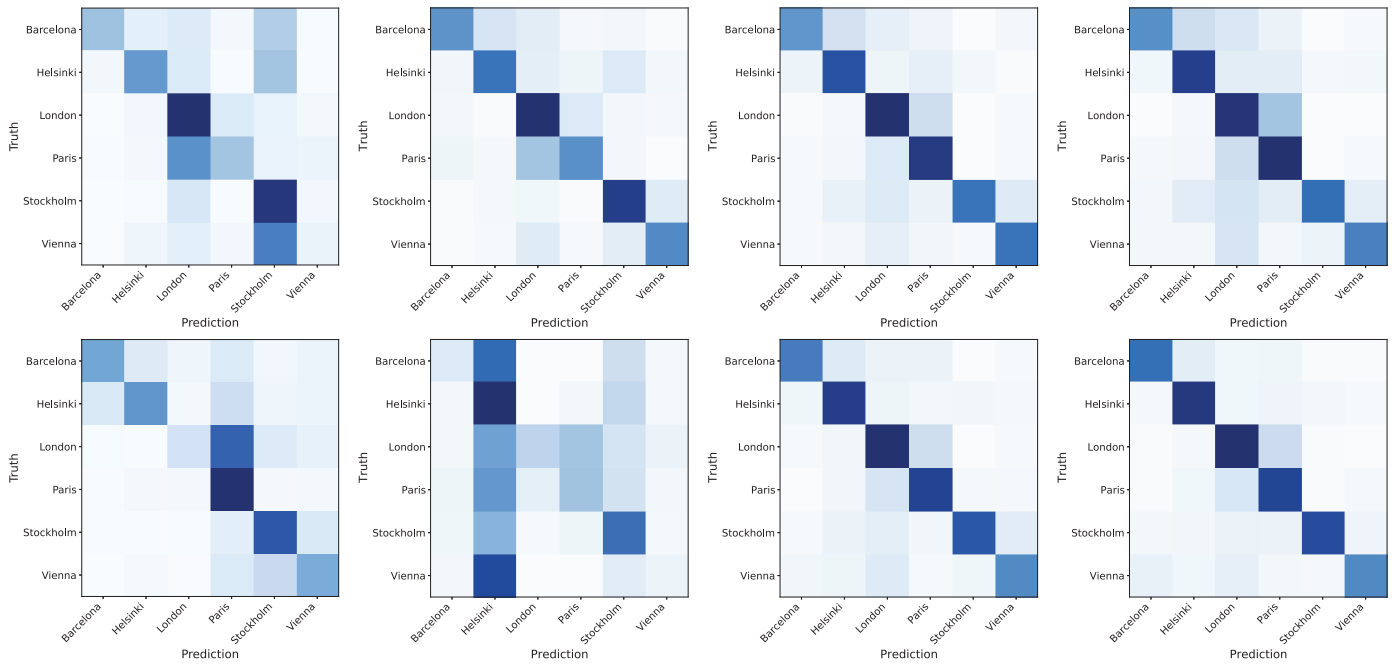 Barcelona
Helsinki
London
Paris
Stockholm
Vienna
Truth
Barcelona
Helsinki
London
Paris
Stockholm
Vienna
Prediction
Barcelona
Helsinki
London
Paris
Stockholm
Vienna
Truth
Barcelona
Helsinki
London
Paris
Stockholm
Vienna
Prediction
Barcelona
Helsinki
London
Paris
Stockholm
Vienna
Truth
Barcelona
Helsinki
London
Paris
Stockholm
Vienna
Prediction
Barcelona
Helsinki
London
Paris
Stockholm
Vienna
Truth
Barcelona
Helsinki
London
Paris
Stockholm
Vienna
Prediction
Barcelona
Helsinki
London
Paris
Stockholm
Vienna
Truth
Barcelona
Helsinki
London
Paris
Stockholm
Vienna
Prediction
Barcelona
Helsinki
London
Paris
Stockholm
Vienna
Truth
Barcelona
Helsinki
London
Paris
Stockholm
Vienna
Prediction
Barcelona
Helsinki
London
Paris
Stockholm
Vienna
Truth
Barcelona
Helsinki
London
Paris
Stockholm
Vienna
Prediction
Barcelona
Helsinki
London
Paris
Stockholm
Vienna
Truth
Barcelona
Helsinki
London
Paris
Stockholm
Vienna
Prediction